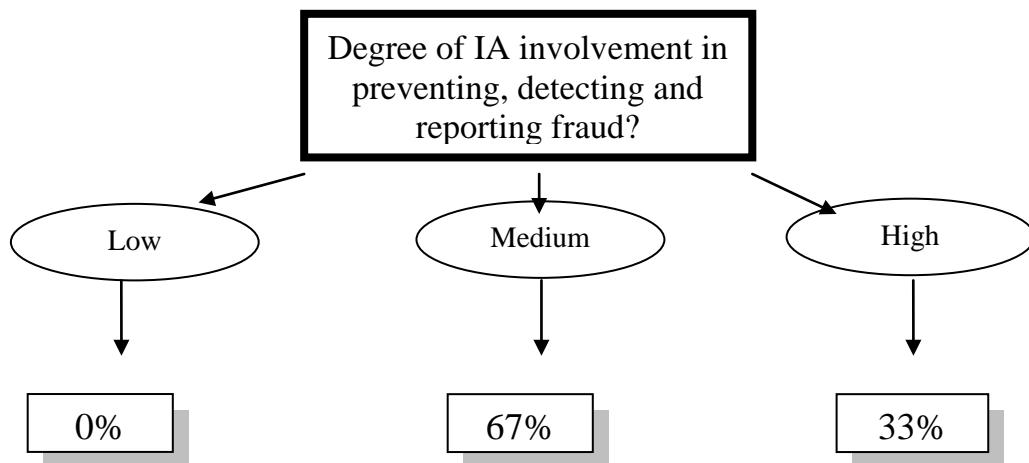 Degree of IA involvement in
preventing, detecting and
reporting fraud?
Low
Medium
High
0%
67%
33%